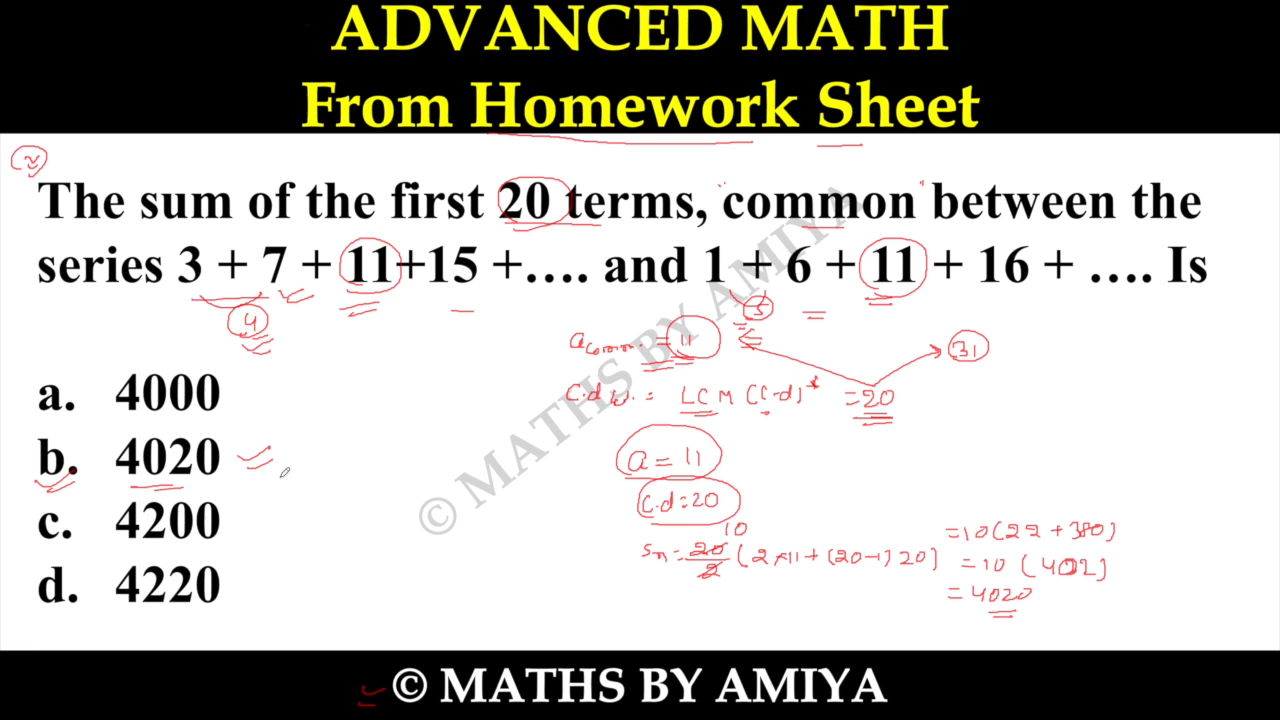 ADVANCED MATH
From Homework Sheet
The sum of the first 20 terms, common between the
series 3 + 7 + 11+15 +.... and 1 + 6 + 11 + 16 + .... Is
4
5
a comm. = 11
31
C.d = LCM (C.d) = 20
a. 4000
b. 4020
c. 4200
d. 4220
a = 11
C.d = 20
10
Sn = 20/2 (2×11 + (20-1) 20)
= 10 (22 + 380)
= 10 (402)
= 4020
© MATHS BY AMIYA
© MATHS BY AMIYA